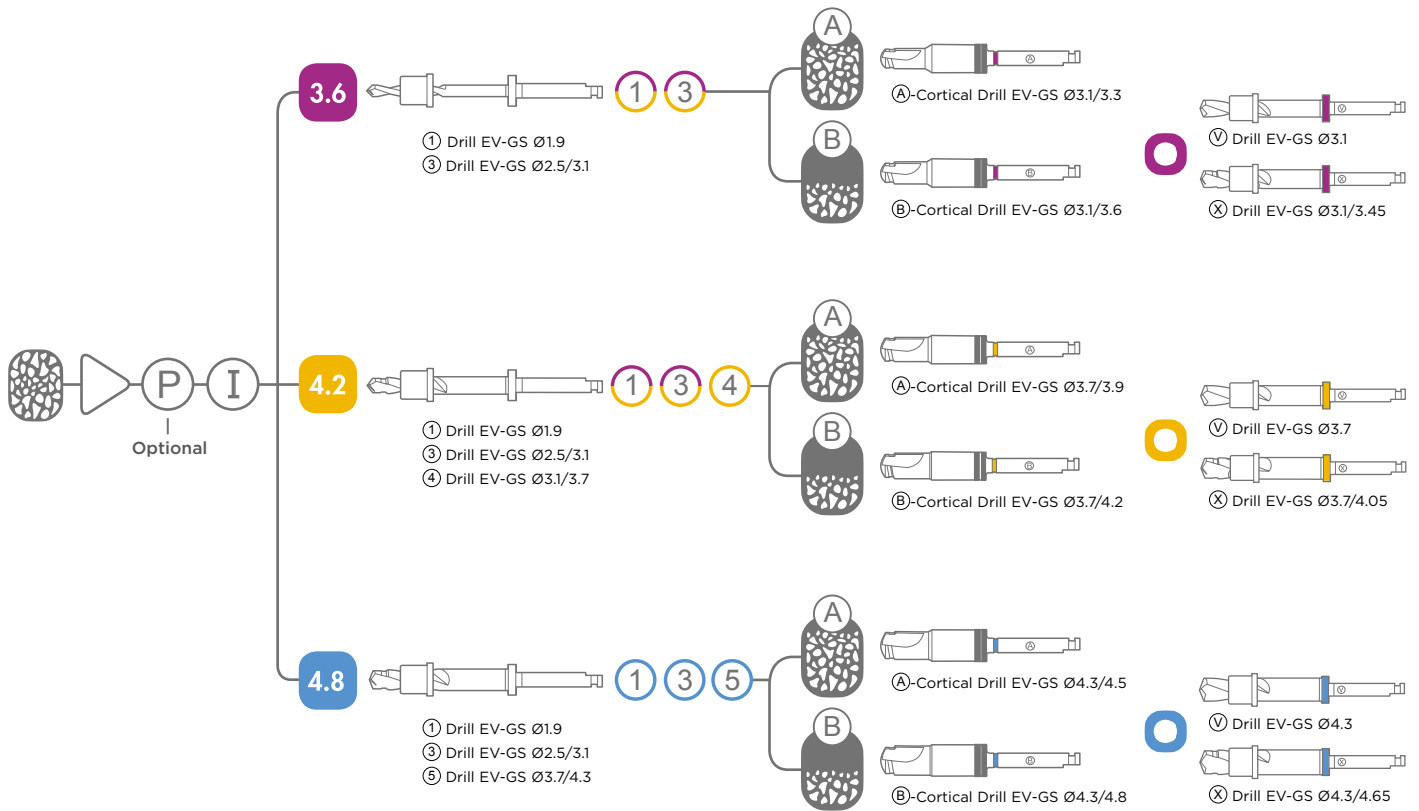 P
I
Optional
3.6
1
3
① Drill EV-GS Ø1.9
③ Drill EV-GS Ø2.5/3.1
A
A
Ⓐ-Cortical Drill EV-GS Ø3.1/3.3
B
B
Ⓑ-Cortical Drill EV-GS Ø3.1/3.6
V
Ⓥ Drill EV-GS Ø3.1
X
Ⓧ Drill EV-GS Ø3.1/3.45
4.2
1
3
4
① Drill EV-GS Ø1.9
③ Drill EV-GS Ø2.5/3.1
④ Drill EV-GS Ø3.1/3.7
A
A
Ⓐ-Cortical Drill EV-GS Ø3.7/3.9
B
B
Ⓑ-Cortical Drill EV-GS Ø3.7/4.2
V
Ⓥ Drill EV-GS Ø3.7
X
Ⓧ Drill EV-GS Ø3.7/4.05
4.8
1
3
5
① Drill EV-GS Ø1.9
③ Drill EV-GS Ø2.5/3.1
⑤ Drill EV-GS Ø3.7/4.3
A
A
Ⓐ-Cortical Drill EV-GS Ø4.3/4.5
B
B
Ⓑ-Cortical Drill EV-GS Ø4.3/4.8
V
Ⓥ Drill EV-GS Ø4.3
X
Ⓧ Drill EV-GS Ø4.3/4.65